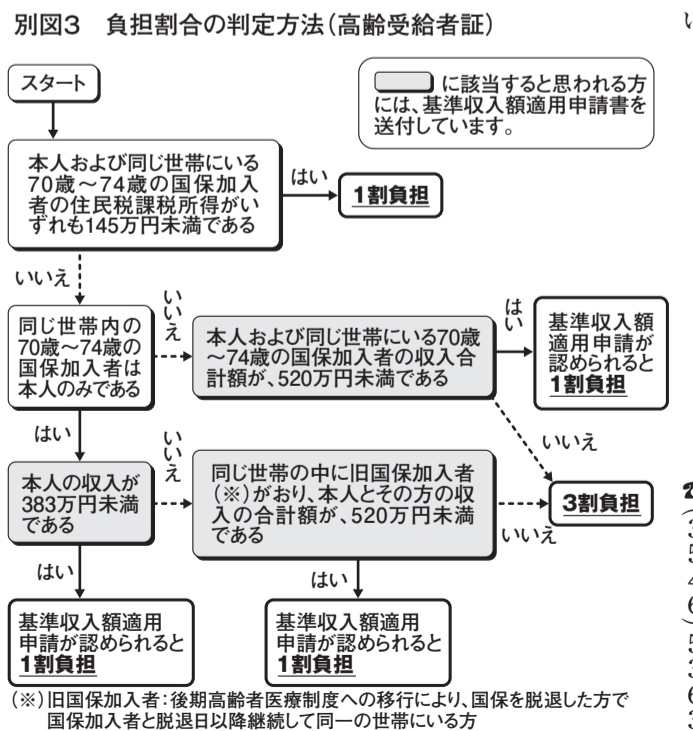 別図3 負担割合の判定方法(高齢受給者証)
スタート
に該当すると思われる方
には、基準収入額適用申請書を
送付しています。
本人および同じ世帯にいる
70歳～74歳の国保加入
者の住民税課税所得がい
ずれも145万円未満である
はい
1割負担
いいえ
同じ世帯内の
70歳～74歳の
国保加入者は
本人のみである
いいえ
本人および同じ世帯にいる70歳
～74歳の国保加入者の収入合
計額が、520万円未満である
はい
基準収入額
適用申請が
認められると
1割負担
いいえ
はい
本人の収入が
383万円未満
である
いいえ
同じ世帯の中に旧国保加入者
(※)がおり、本人とその方の収
入の合計額が、520万円未満
である
いいえ
3割負担
はい
基準収入額適用
申請が認められると
1割負担
はい
基準収入額適用
申請が認められると
1割負担
(※)旧国保加入者:後期高齢者医療制度への移行により、国保を脱退した方で
国保加入者と脱退日以降継続して同一の世帯にいる方